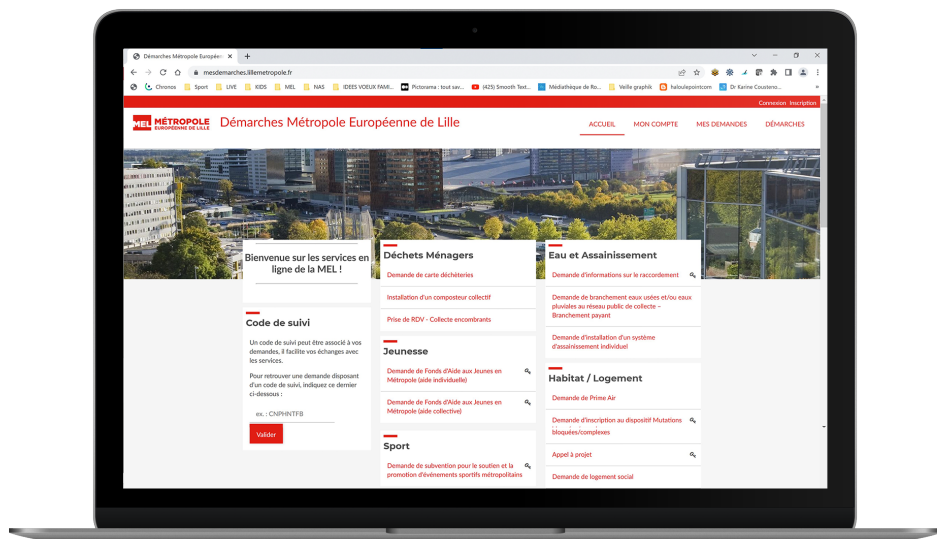 Démarches Métropole Européen
mesdemarches.lillemetropole.fr
Chronos
Sport
LIVE
KIDS
MEL
NAS
IDEES VOEUX FAMI...
Pictorama : tout sav...
(425) Smooth Text...
Médiathèque de Ro...
Veille graphik
haloulepointcom
Dr Karine Cousteno...
Connexion Inscription
MEL MÉTROPOLE
EUROPÉENNE DE LILLE
Démarches Métropole Européenne de Lille
ACCUEIL
MON COMPTE
MES DEMANDES
DÉMARCHES
Bienvenue sur les services en
ligne de la MEL !
Code de suivi
Un code de suivi peut être associé à vos
demandes, il facilite vos échanges avec
les services.
Pour retrouver une demande disposant
d'un code de suivi, indiquez ce dernier
ci-dessous :
ex. : CNPHNTFB
Valider
Déchets Ménagers
Demande de carte déchèteries
Installation d'un composteur collectif
Prise de RDV - Collecte encombrants
Jeunesse
Demande de Fonds d'Aide aux Jeunes en
Métropole (aide individuelle)
Demande de Fonds d'Aide aux Jeunes en
Métropole (aide collective)
Sport
Demande de subvention pour le soutien et la
promotion d'événements sportifs métropolitains
Eau et Assainissement
Demande d'informations sur le raccordement
Demande de branchement eaux usées et/ou eaux
pluviales au réseau public de collecte –
Branchement payant
Demande d'installation d'un système
d'assainissement individuel
Habitat / Logement
Demande de Prime Air
Demande d'inscription au dispositif Mutations
bloquées/complexes
Appel à projet
Demande de logement social